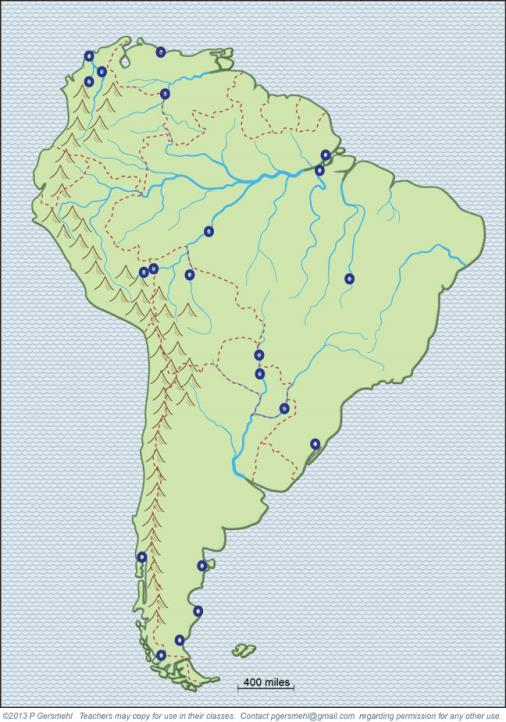 400 miles
©2013 P Gersmehl Teachers may copy for use in their classes. Contact pgersmehl@gmail.com regarding permission for any other use.